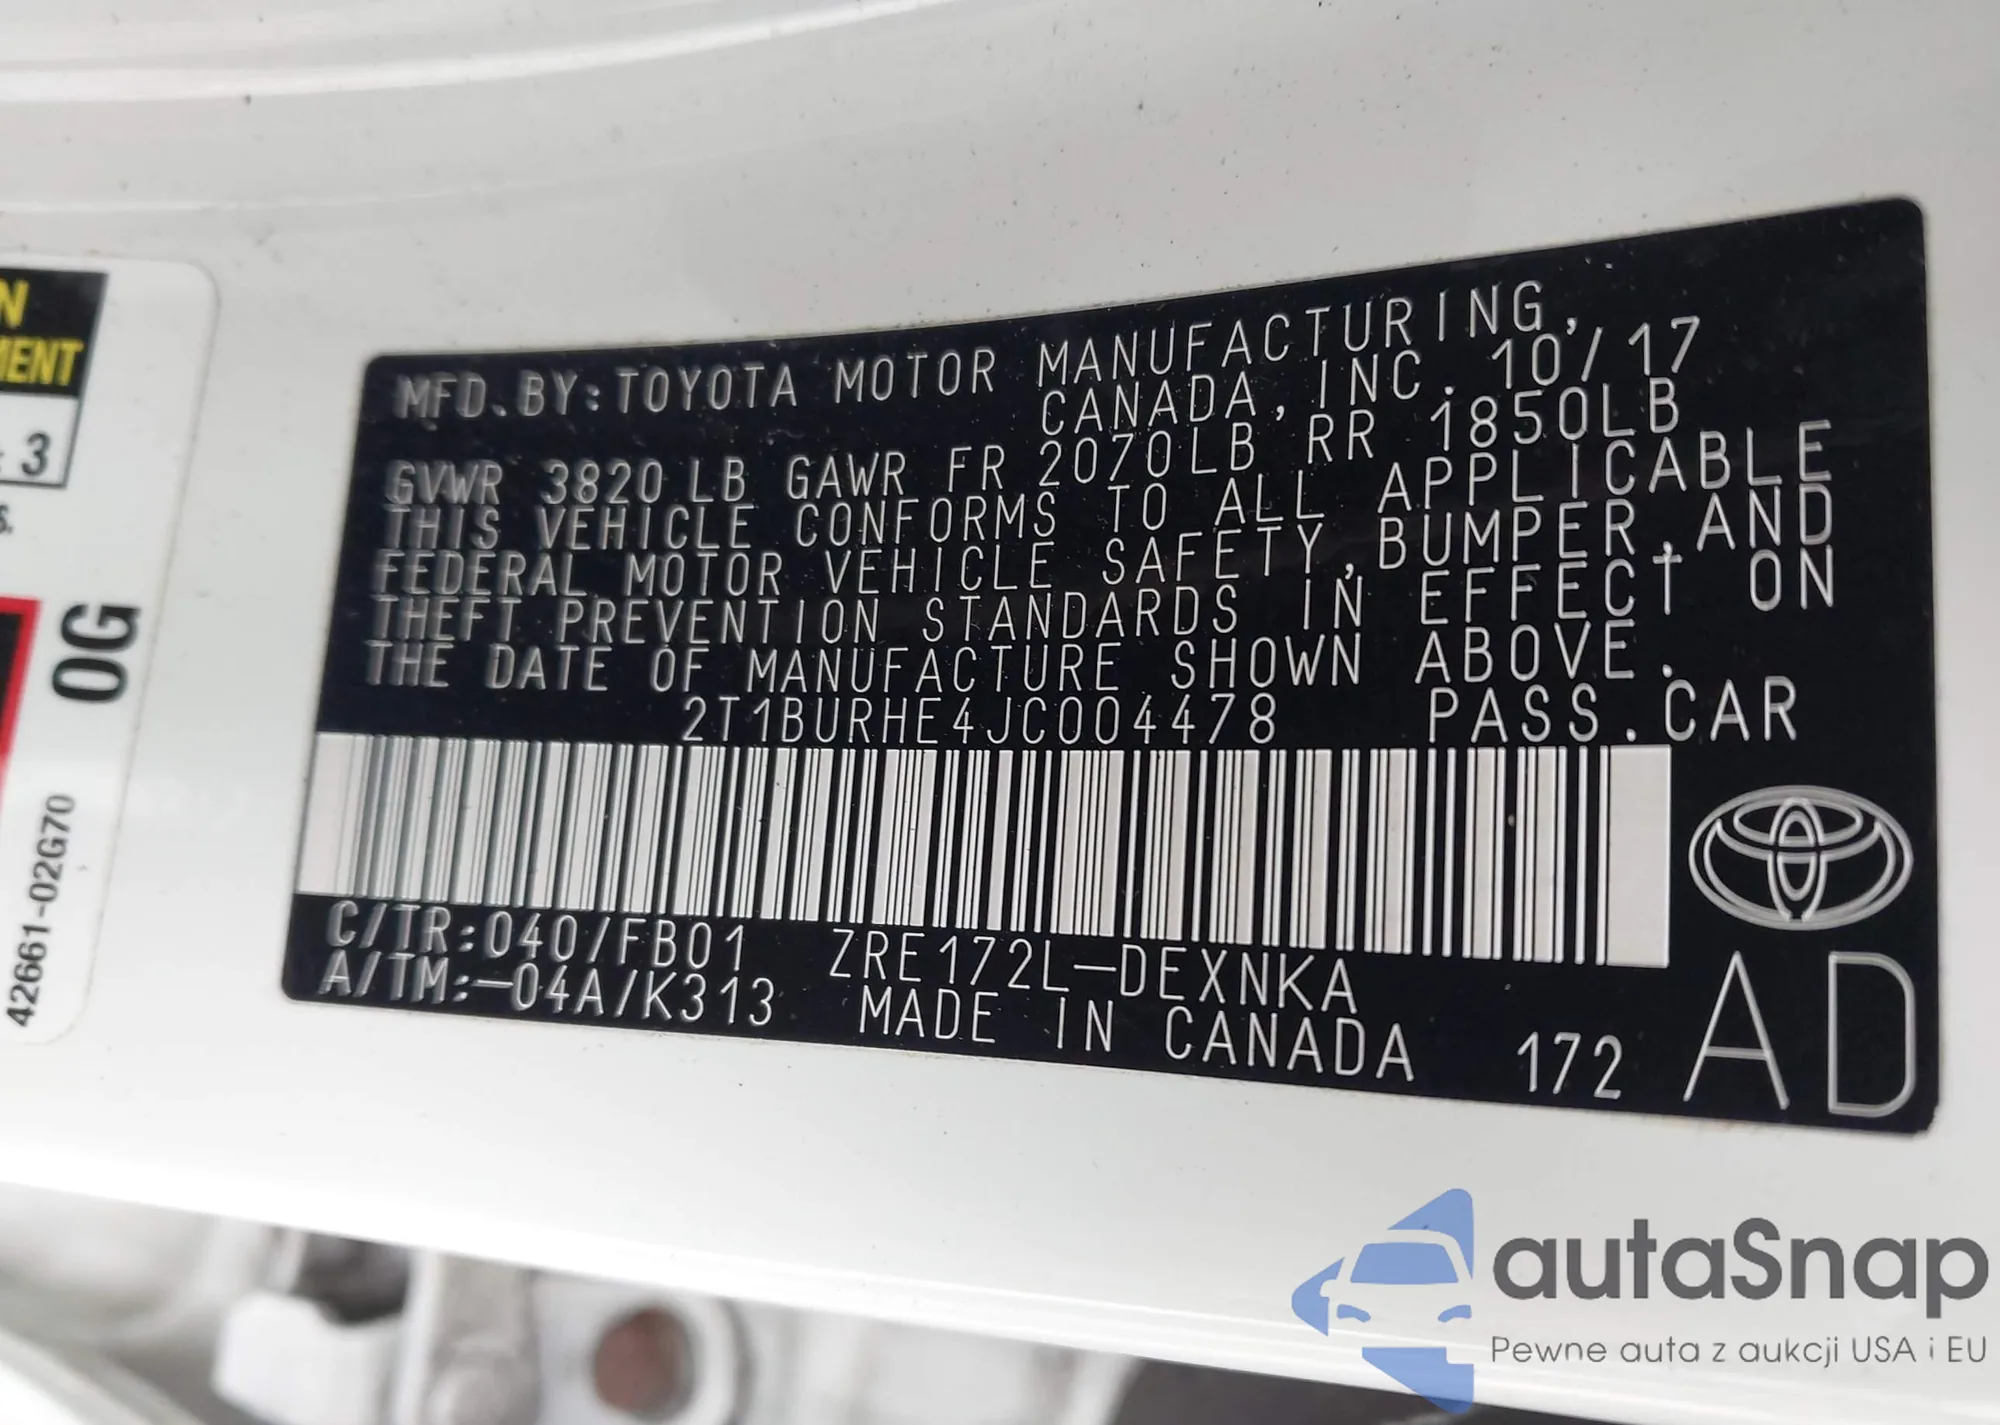 N
MENT
3
S.
0G
42661-02G70
MFD.BY:TOYOTA MOTOR MANUFACTURING,
CANADA,INC. 10/17
GVWR 3820 LB GAWR FR 2070LB RR 1850LB
THIS VEHICLE CONFORMS TO ALL APPLICABLE
FEDERAL MOTOR VEHICLE SAFETY,BUMPER,AND
THEFT PREVENTION STANDARDS IN EFFECT ON
THE DATE OF MANUFACTURE SHOWN ABOVE.
2T1BURHE4JC004478 PASS.CAR
C/TR:040/FB01 ZRE172L-DEXNKA
A/TM:-04A/K313 MADE IN CANADA 172 AD
autaSnap
Pewne auta z aukcji USA i EU